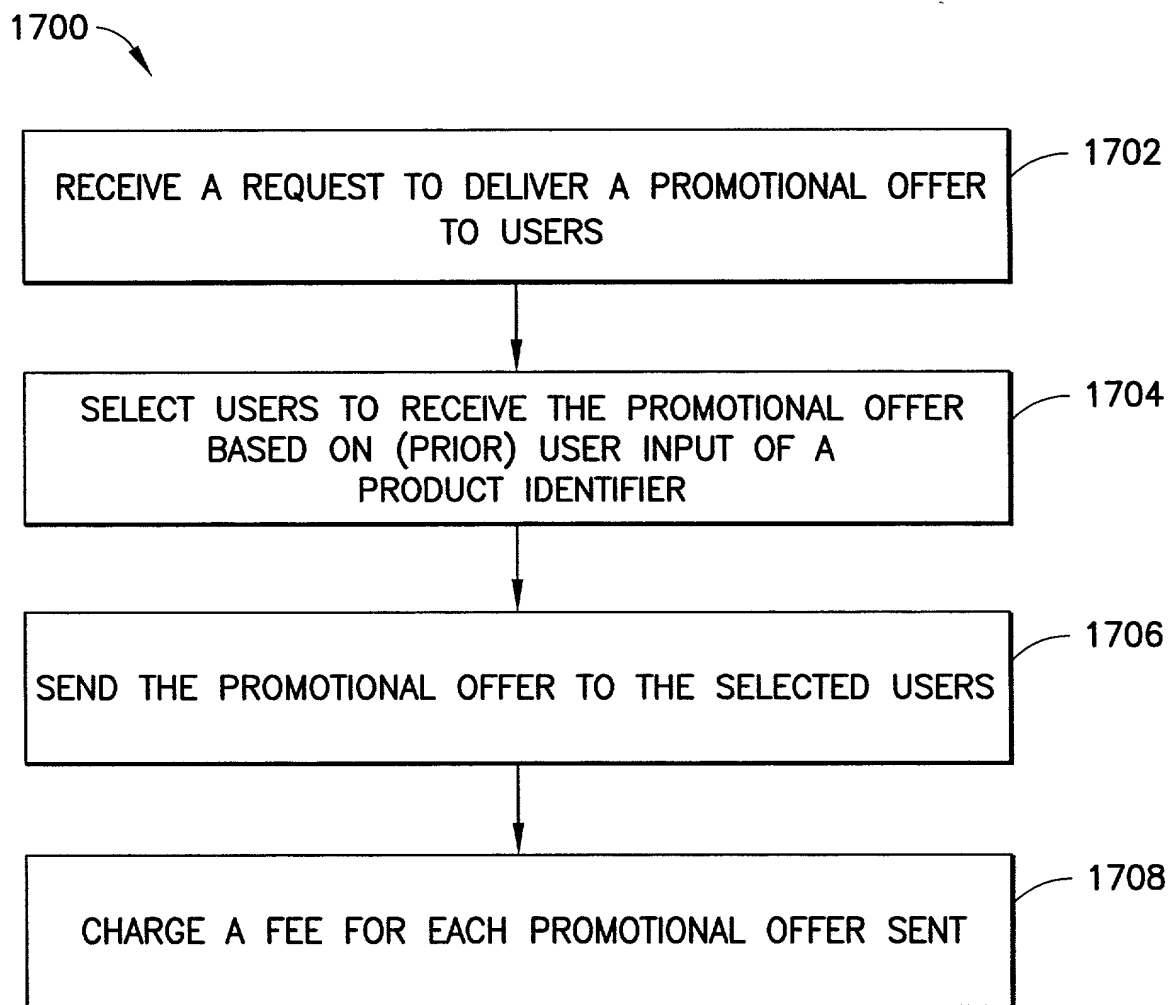 1700
RECEIVE A REQUEST TO DELIVER A PROMOTIONAL OFFER
TO USERS
1702
SELECT USERS TO RECEIVE THE PROMOTIONAL OFFER
BASED ON (PRIOR) USER INPUT OF A
PRODUCT IDENTIFIER
1704
SEND THE PROMOTIONAL OFFER TO THE SELECTED USERS
1706
CHARGE A FEE FOR EACH PROMOTIONAL OFFER SENT
1708